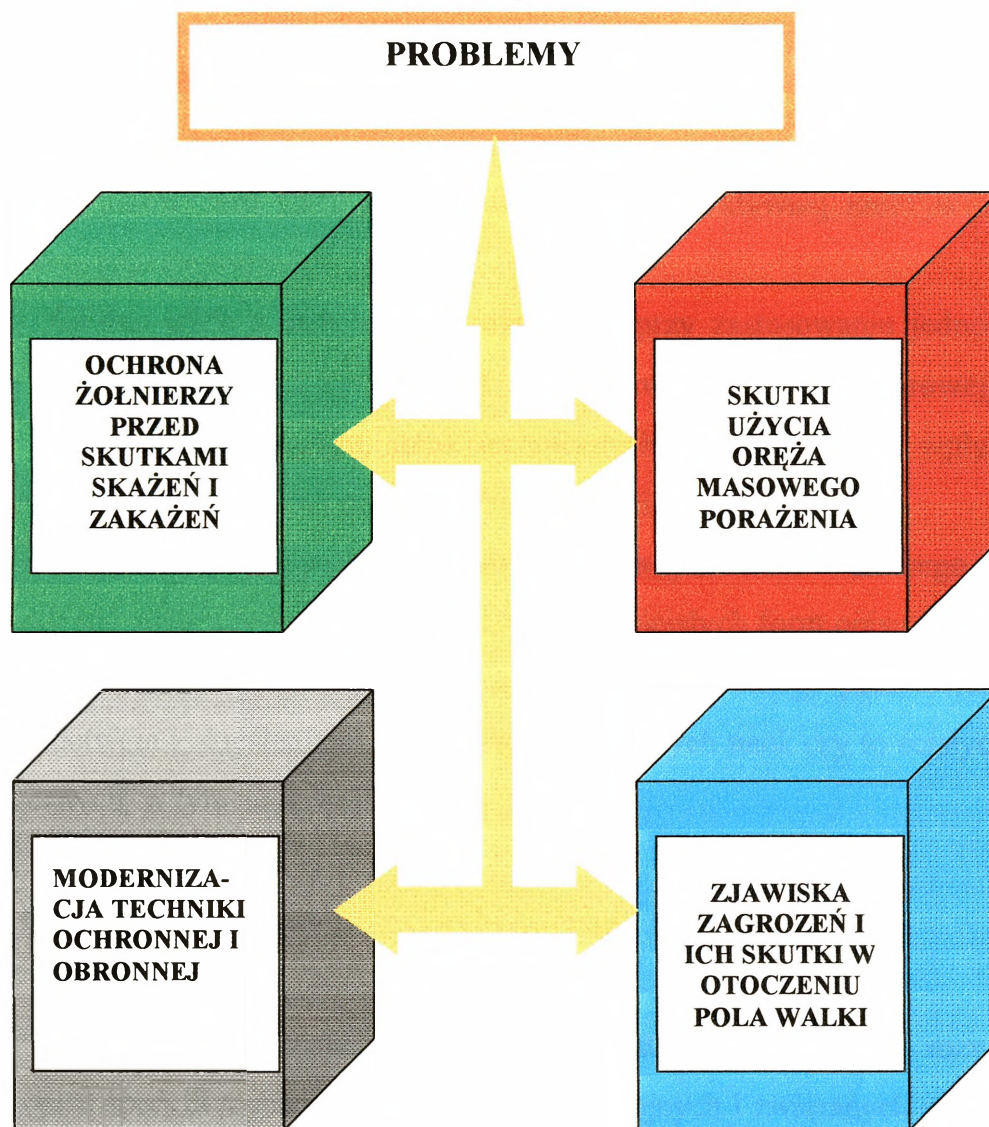 PROBLEMY
OCHRONA
ŻOŁNIERZY
PRZED
SKUTKAMI
SKAŻEŃ I
ZAKAŻEŃ
SKUTKI
UŻYCIA
ORĘŻA
MASOWEGO
PORAŻENIA
MODERNIZA-
CJA TECHNIKI
OCHRONNEJ I
OBRONNEJ
ZJAWISKA
ZAGROZEŃ I
ICH SKUTKI W
OTOCZENIU
POLA WALKI